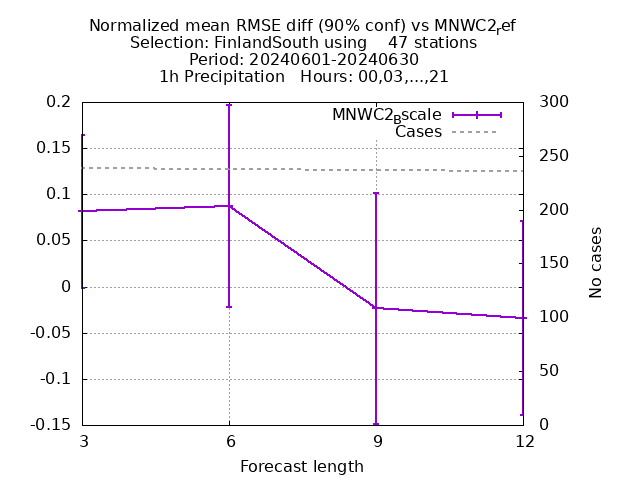 Normalized mean RMSE diff (90% conf) vs MNWC2ref
Selection: FinlandSouth using 47 stations
Period: 20240601-20240630
1h Precipitation Hours: 00,03,...,21
MNWC2Bscale
Cases
0.2
0.15
0.1
0.05
0
-0.05
-0.1
-0.15
300
250
200
150
100
50
0
No cases
3 6 9 12
Forecast length